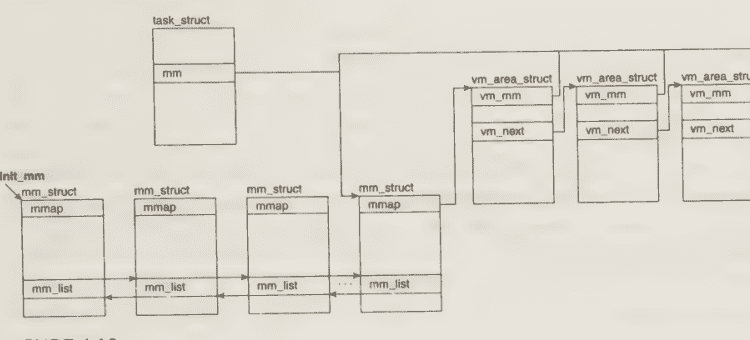 task_struct
mm
vm_area_struct vm_area_struct vm_area_stru
vm_mm vm_mm vm_mm
vm_next vm_next vm_next
init_mm
mm_struct mm_struct mm_struct mm_struct
mmap mmap mmap mmap
mm_list mm_list mm_list ... mm_list